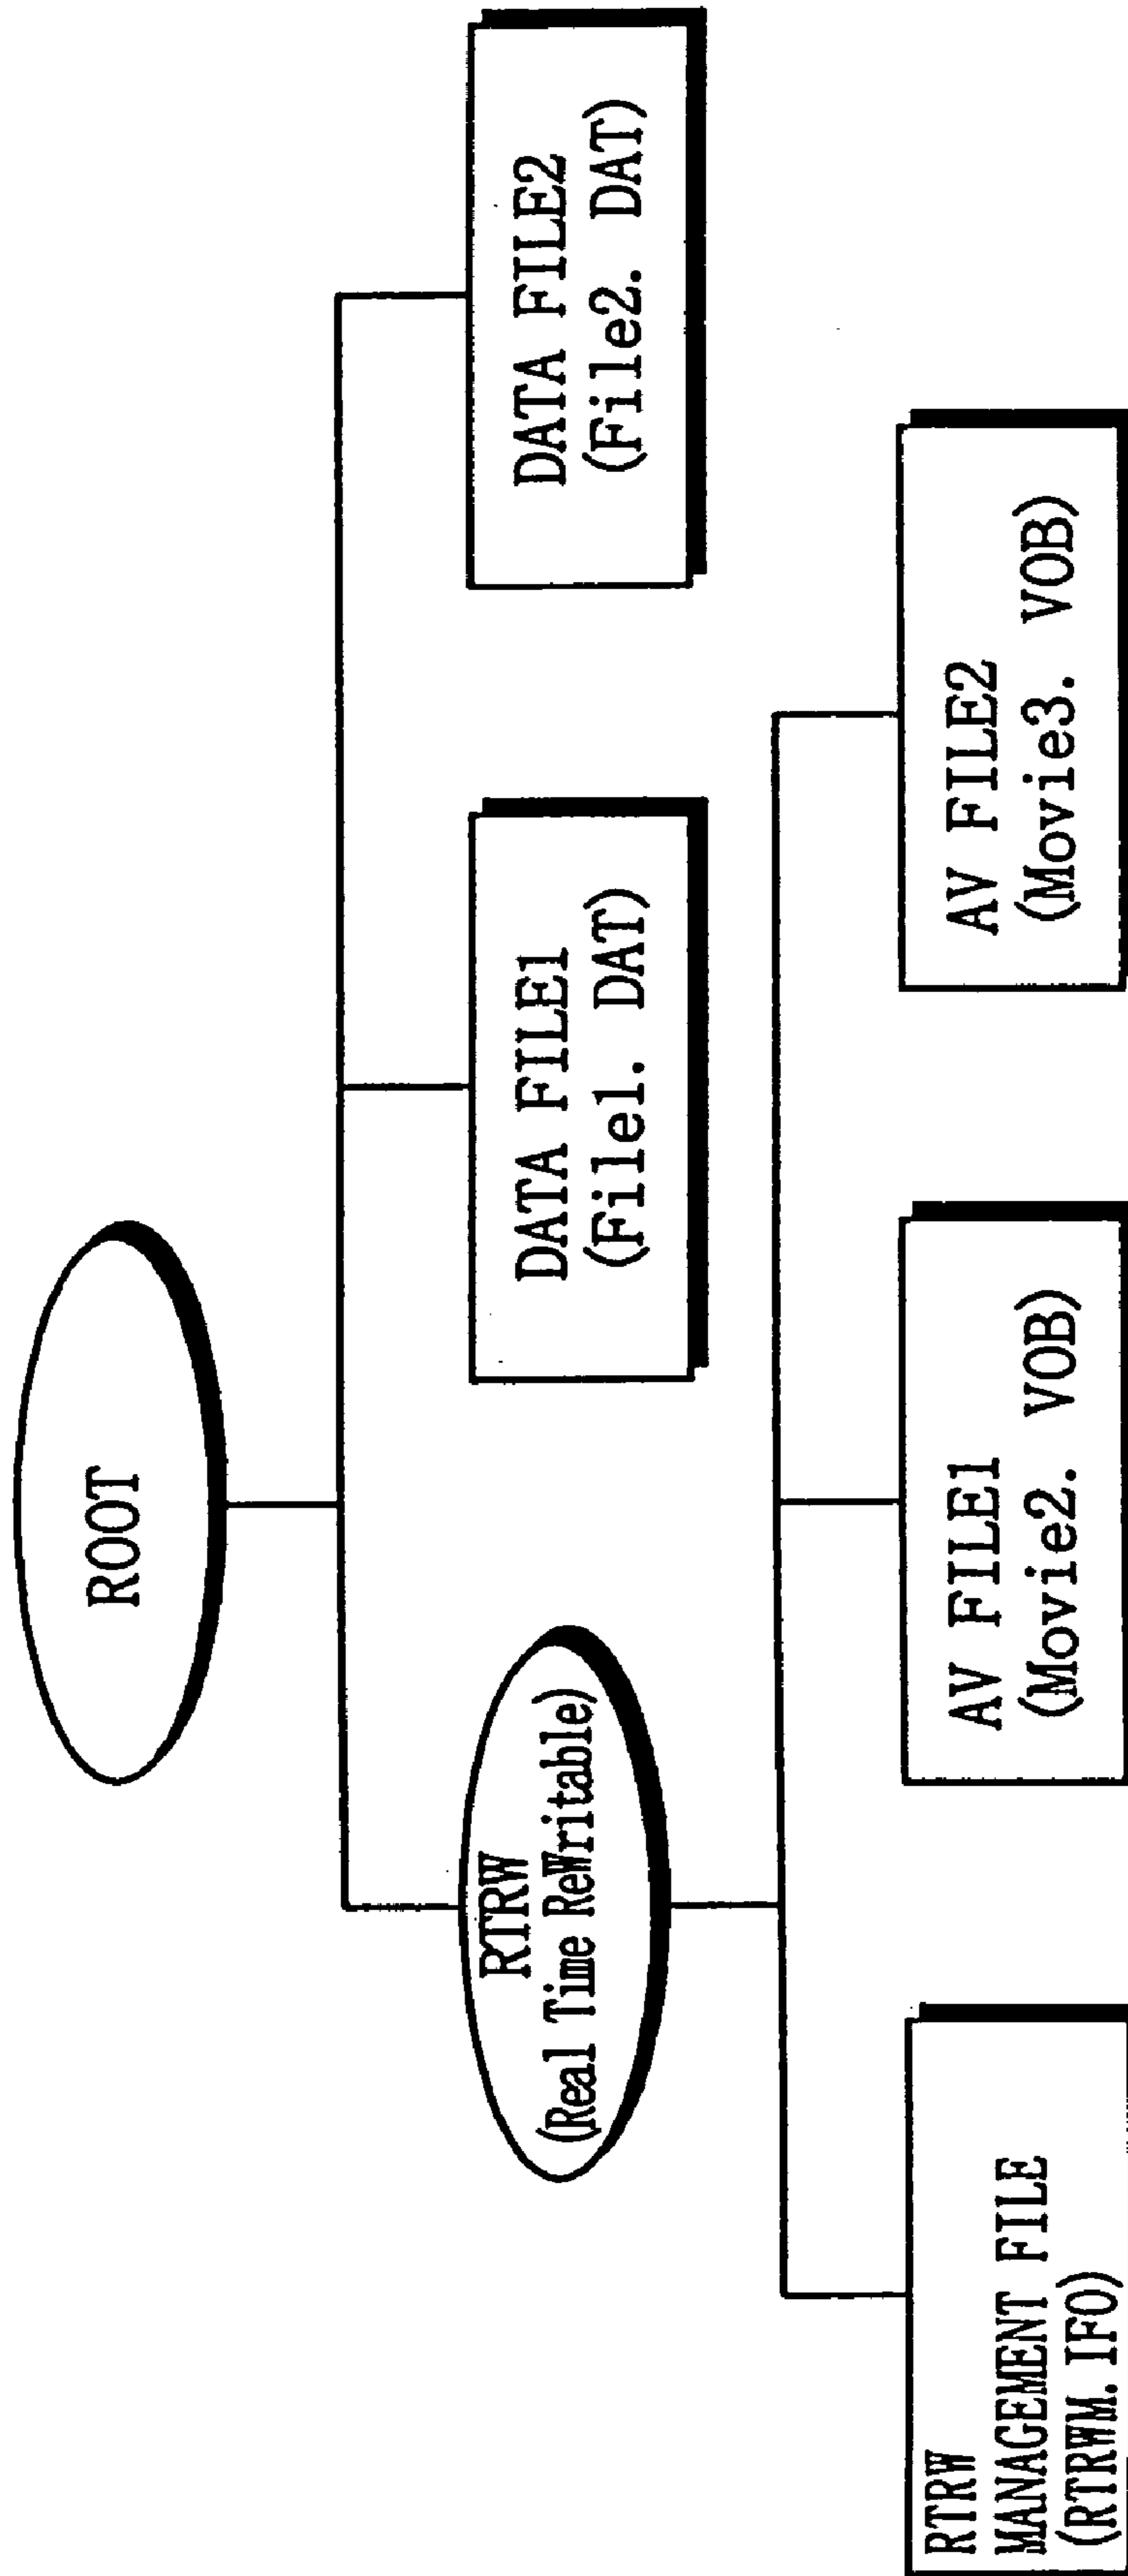 ROOT
RTRW
(Real Time ReWritable)
DATA FILE1
(File1. DAT)
DATA FILE2
(File2. DAT)
RTRW
MANAGEMENT FILE
(RTRWM. IFO)
AV FILE1
(Movie2. VOB)
AV FILE2
(Movie3. VOB)